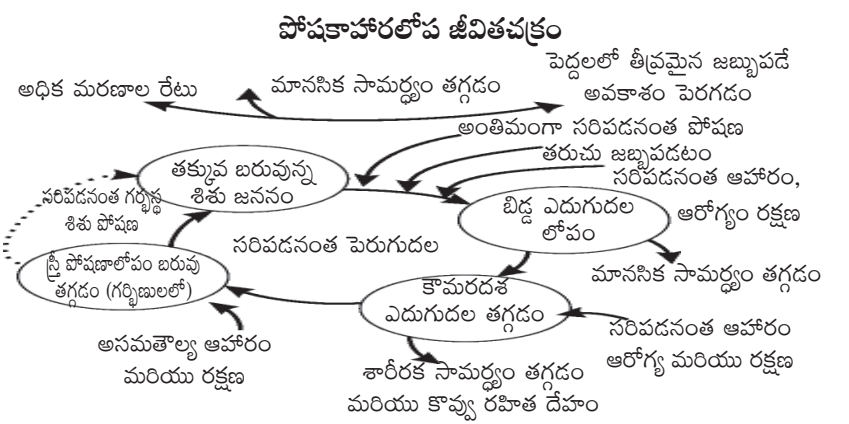 పోషకాహారలోప జీవితచక్రం
అధిక మరణాల రేటు
మానసిక సామర్థ్యం తగ్గడం
పెద్దలలో తీవ్రమైన జబ్బుపడే
అవకాశం పెరగడం
అంతిమంగా సరిపడనంత పోషణ
తరుచు జబ్బుపడటం
సరిపడనంత ఆహారం,
ఆరోగ్యం రక్షణ
తక్కువ బరువున్న
శిశు జననం
సరిపడనంత గర్భస్థ
శిశు పోషణ
బిడ్డ ఎదుగుదల
లోపం
సరిపడనంత పెరుగుదల
మానసిక సామర్థ్యం తగ్గడం
స్త్రీ పోషణాలోపం బరువు
తగ్గడం (గర్భిణులలో)
కౌమరదశ
ఎదుగుదల తగ్గడం
సరిపడనంత ఆహారం
ఆరోగ్య మరియు రక్షణ
అసమతౌల్య ఆహారం
మరియు రక్షణ
శారీరక సామర్థ్యం తగ్గడం
మరియు కొవ్వు రహిత దేహం